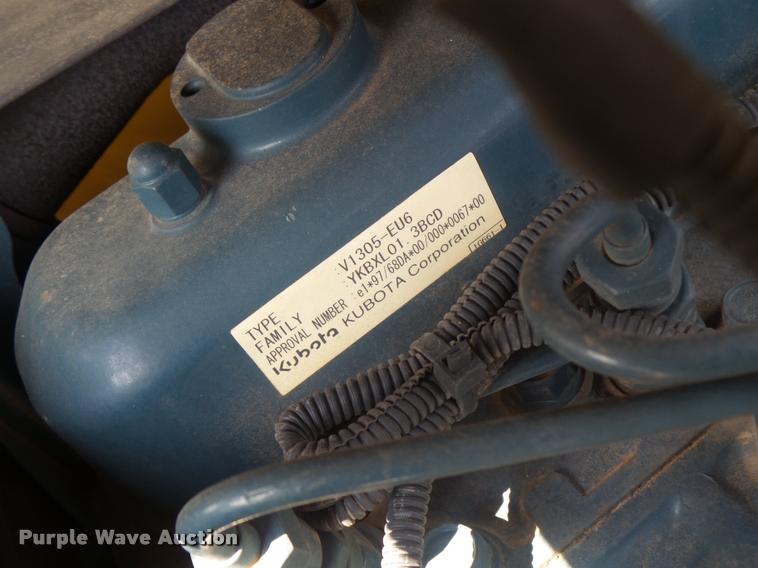 TYPE :V1305-EU6
FAMILY :YKBXL01.3BCD
APPROVAL NUMBER :e1*97/68DA*00/000*0067*00
Kubota KUBOTA Corporation
Purple Wave Auction